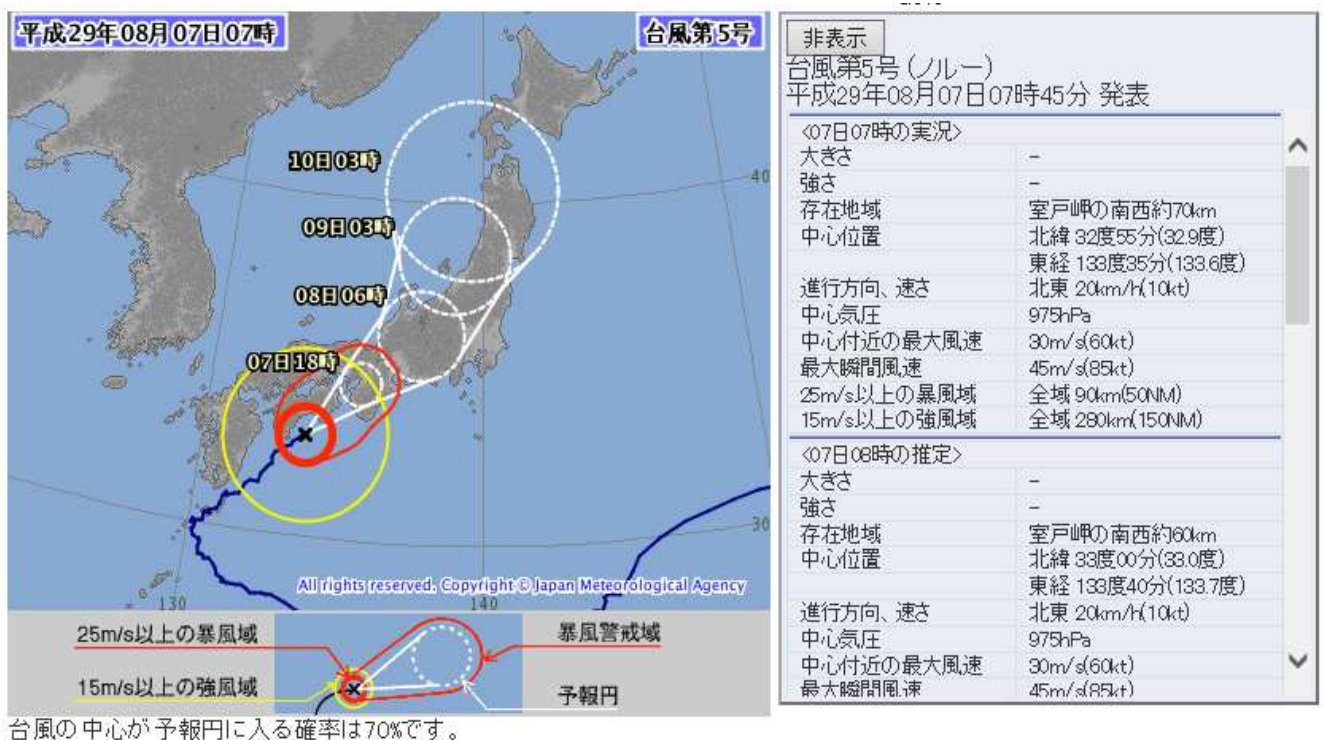 平成29年08月07日07時
台風第5号
10日03時
09日03時
08日06時
07日18時
40
30
130
140
All rights reserved. Copyright © Japan Meteorological Agency
25m/s以上の暴風域
暴風警戒域
15m/s以上の強風域
予報円
台風の中心が予報円に入る確率は70%です。
非表示
台風第5号 (ノルー)
平成29年08月07日07時45分 発表
<07日07時の実況>
大きさ -
強さ -
存在地域 室戸岬の南西約70km
中心位置 北緯 32度55分(32.9度)
東経 133度35分(133.6度)
進行方向、速さ 北東 20km/h(10kt)
中心気圧 975hPa
中心付近の最大風速 30m/s(60kt)
最大瞬間風速 45m/s(85kt)
25m/s以上の暴風域 全域 90km(50NM)
15m/s以上の強風域 全域 280km(150NM)
<07日08時の推定>
大きさ -
強さ -
存在地域 室戸岬の南西約60km
中心位置 北緯 33度00分(33.0度)
東経 133度40分(133.7度)
進行方向、速さ 北東 20km/h(10kt)
中心気圧 975hPa
中心付近の最大風速 30m/s(60kt)
最大瞬間風速 45m/s(85kt)